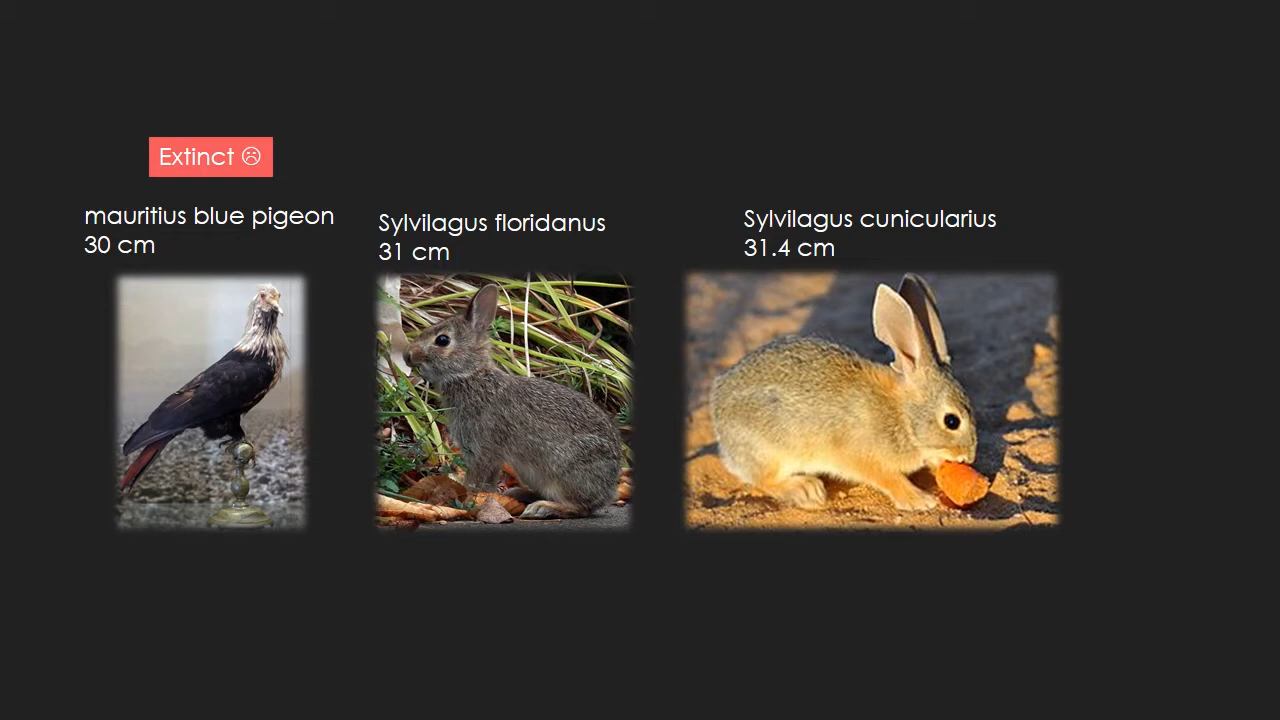 Extinct ☹
mauritius blue pigeon
30 cm
Sylvilagus floridanus
31 cm
Sylvilagus cunicularius
31.4 cm